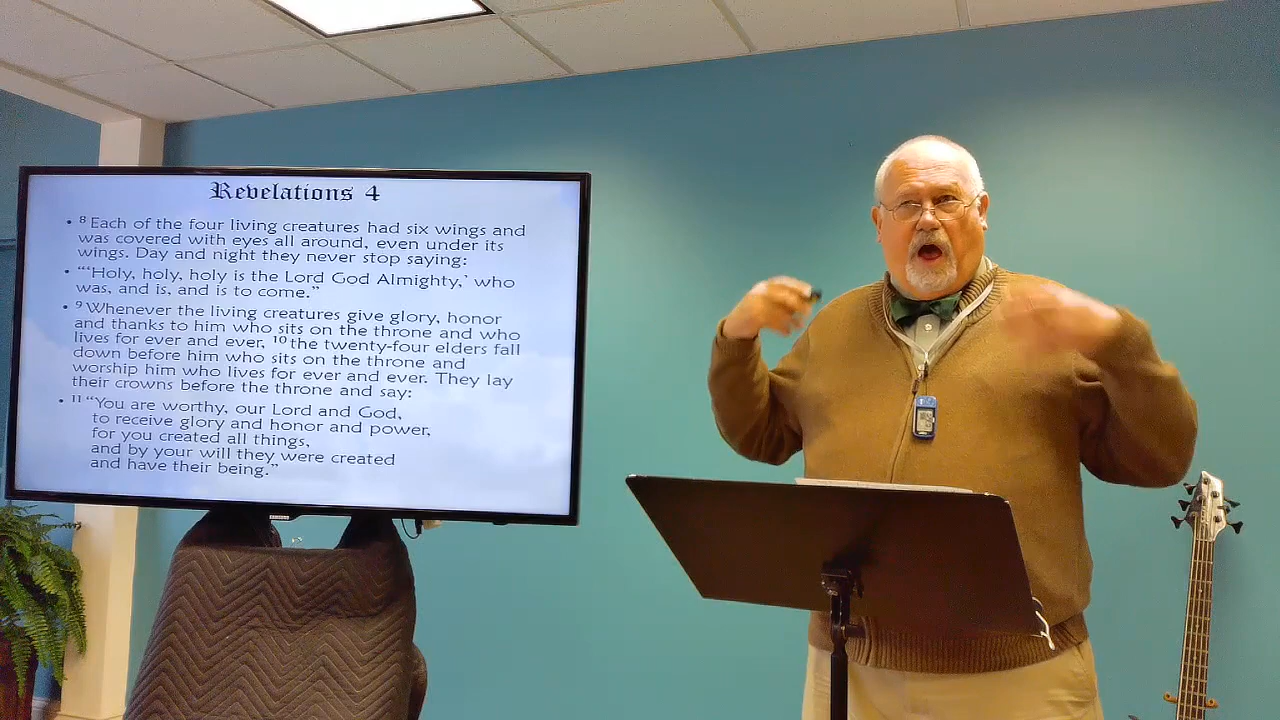 Revelations 4
• ⁸ Each of the four living creatures had six wings and
was covered with eyes all around, even under its
wings. Day and night they never stop saying:
• “‘Holy, holy, holy is the Lord God Almighty,’ who
was, and is, and is to come.”
• ⁹ Whenever the living creatures give glory, honor
and thanks to him who sits on the throne and who
lives for ever and ever, ¹⁰ the twenty-four elders fall
down before him who sits on the throne and
worship him who lives for ever and ever. They lay
their crowns before the throne and say:
• ¹¹ “You are worthy, our Lord and God,
to receive glory and honor and power,
for you created all things,
and by your will they were created
and have their being.”